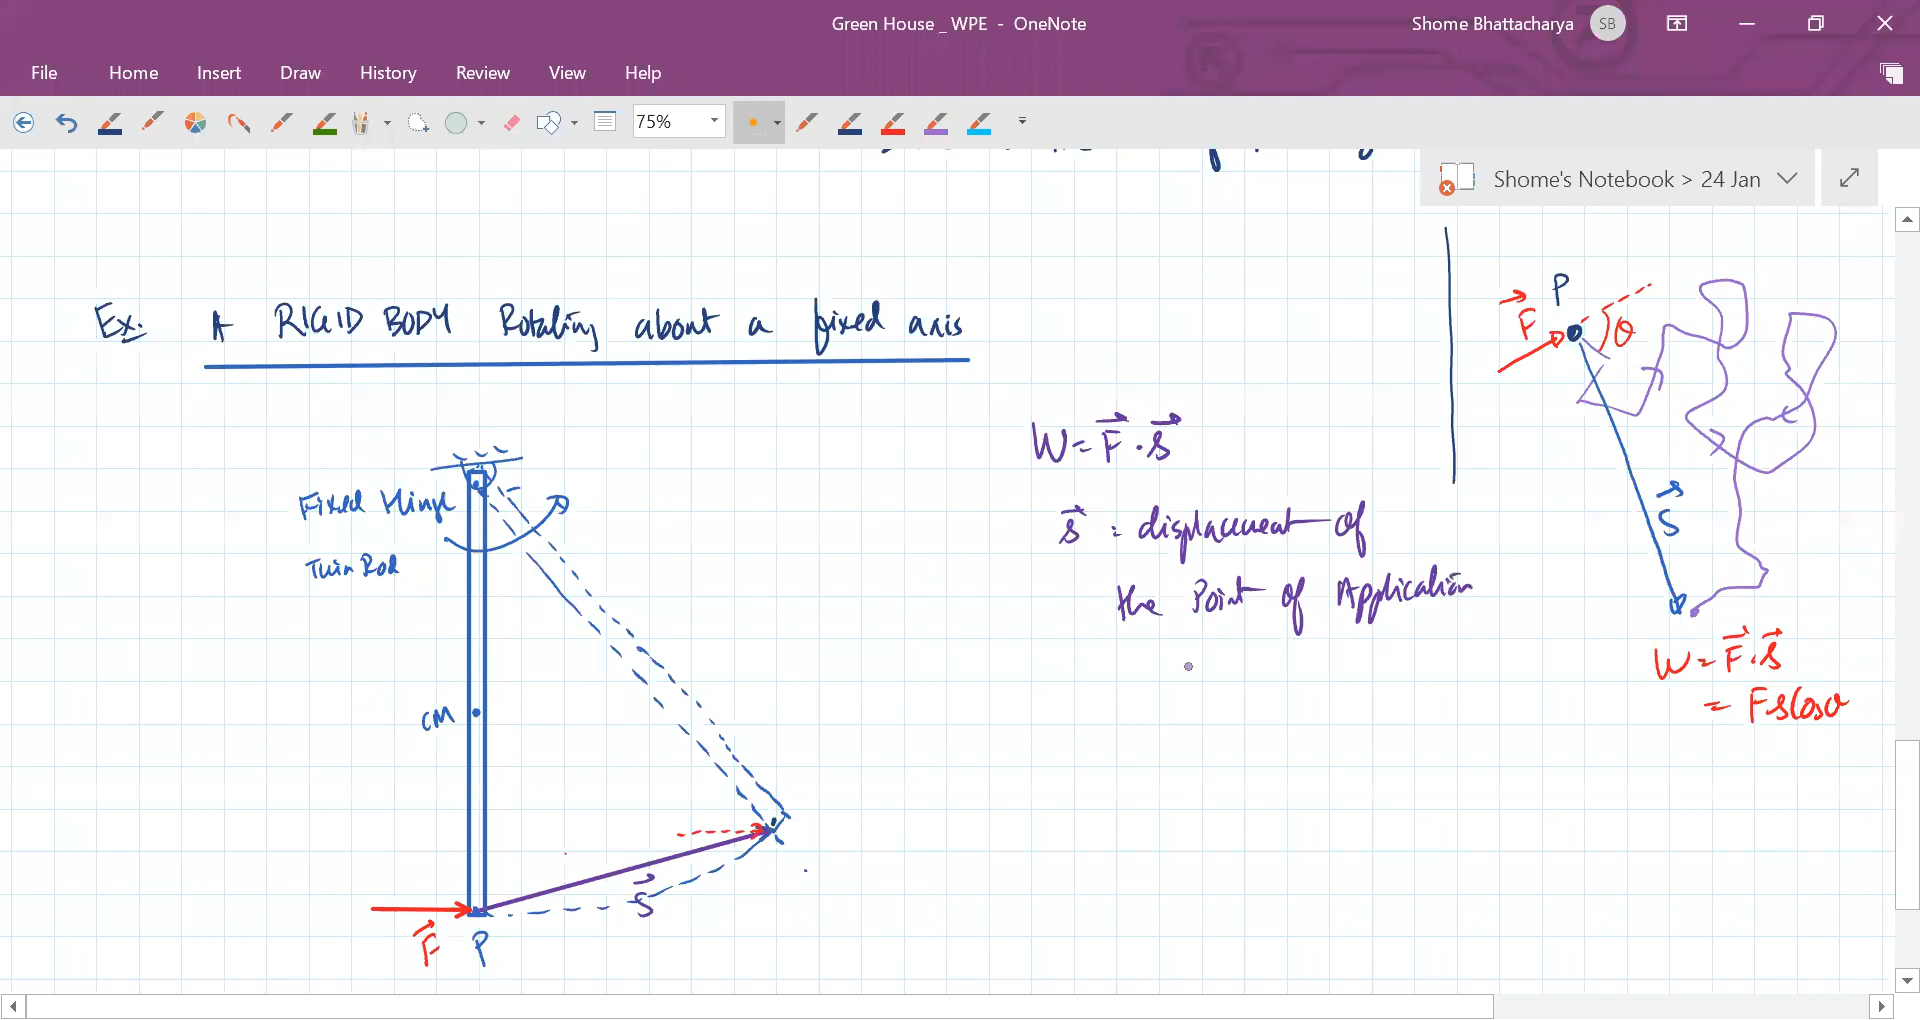 Green House _ WPE - OneNote
Shome Bhattacharya SB
File Home Insert Draw History Review View Help
75%
Shome's Notebook > 24 Jan
Ex: A RIGID BODY Rotating about a fixed axis
Fixed Hinge
Thin Rod
CM
F
P
S
W = F . s
s : displacement of
the Point of Application
P
F
θ
S
W = F . s
= Fs cos θ